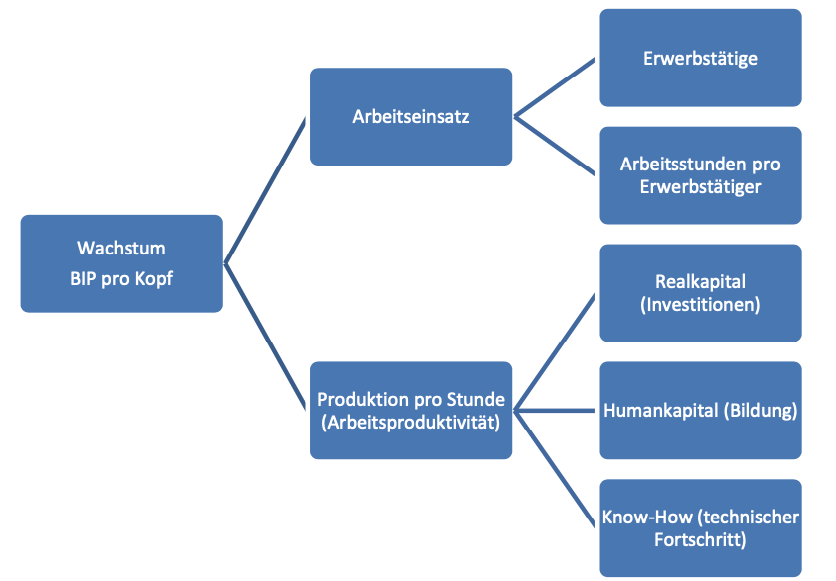 Wachstum
BIP pro Kopf
Arbeitseinsatz
Erwerbstätige
Arbeitsstunden pro
Erwerbstätiger
Produktion pro Stunde
(Arbeitsproduktivität)
Realkapital
(Investitionen)
Humankapital (Bildung)
Know-How (technischer
Fortschritt)